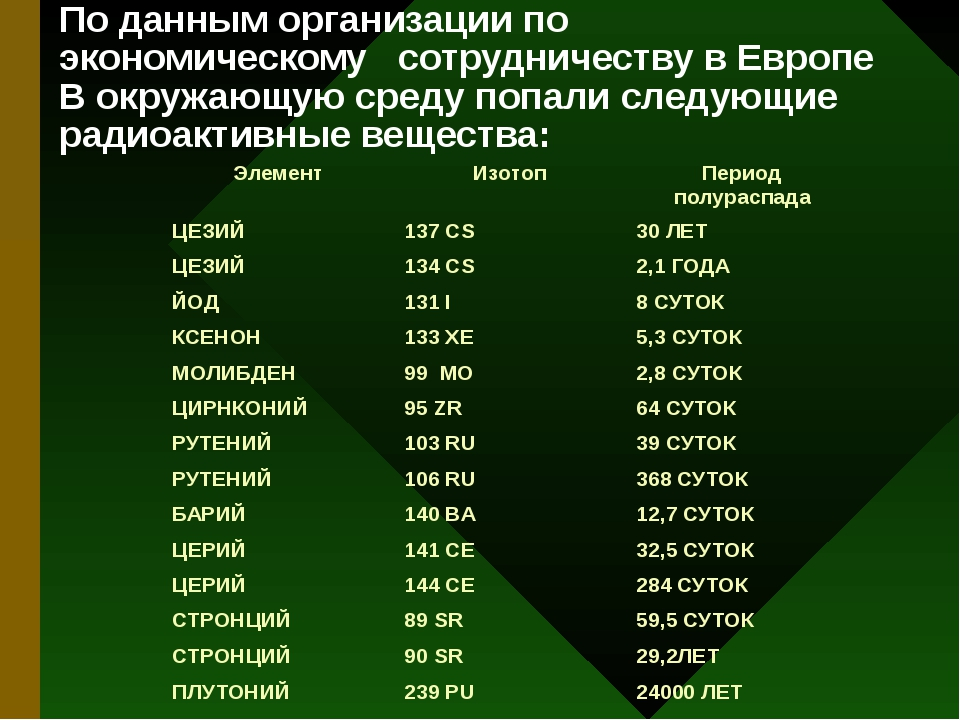 По данным организации по
экономическому сотрудничеству в Европе
В окружающую среду попали следующие
радиоактивные вещества:
Элемент Изотоп Период
полураспада
ЦЕЗИЙ 137 CS 30 ЛЕТ
ЦЕЗИЙ 134 CS 2,1 ГОДА
ЙОД 131 I 8 СУТОК
КСЕНОН 133 XE 5,3 СУТОК
МОЛИБДЕН 99 MO 2,8 СУТОК
ЦИРНКОНИЙ 95 ZR 64 СУТОК
РУТЕНИЙ 103 RU 39 СУТОК
РУТЕНИЙ 106 RU 368 СУТОК
БАРИЙ 140 BA 12,7 СУТОК
ЦЕРИЙ 141 CE 32,5 СУТОК
ЦЕРИЙ 144 CE 284 СУТОК
СТРОНЦИЙ 89 SR 59,5 СУТОК
СТРОНЦИЙ 90 SR 29,2ЛЕТ
ПЛУТОНИЙ 239 PU 24000 ЛЕТ